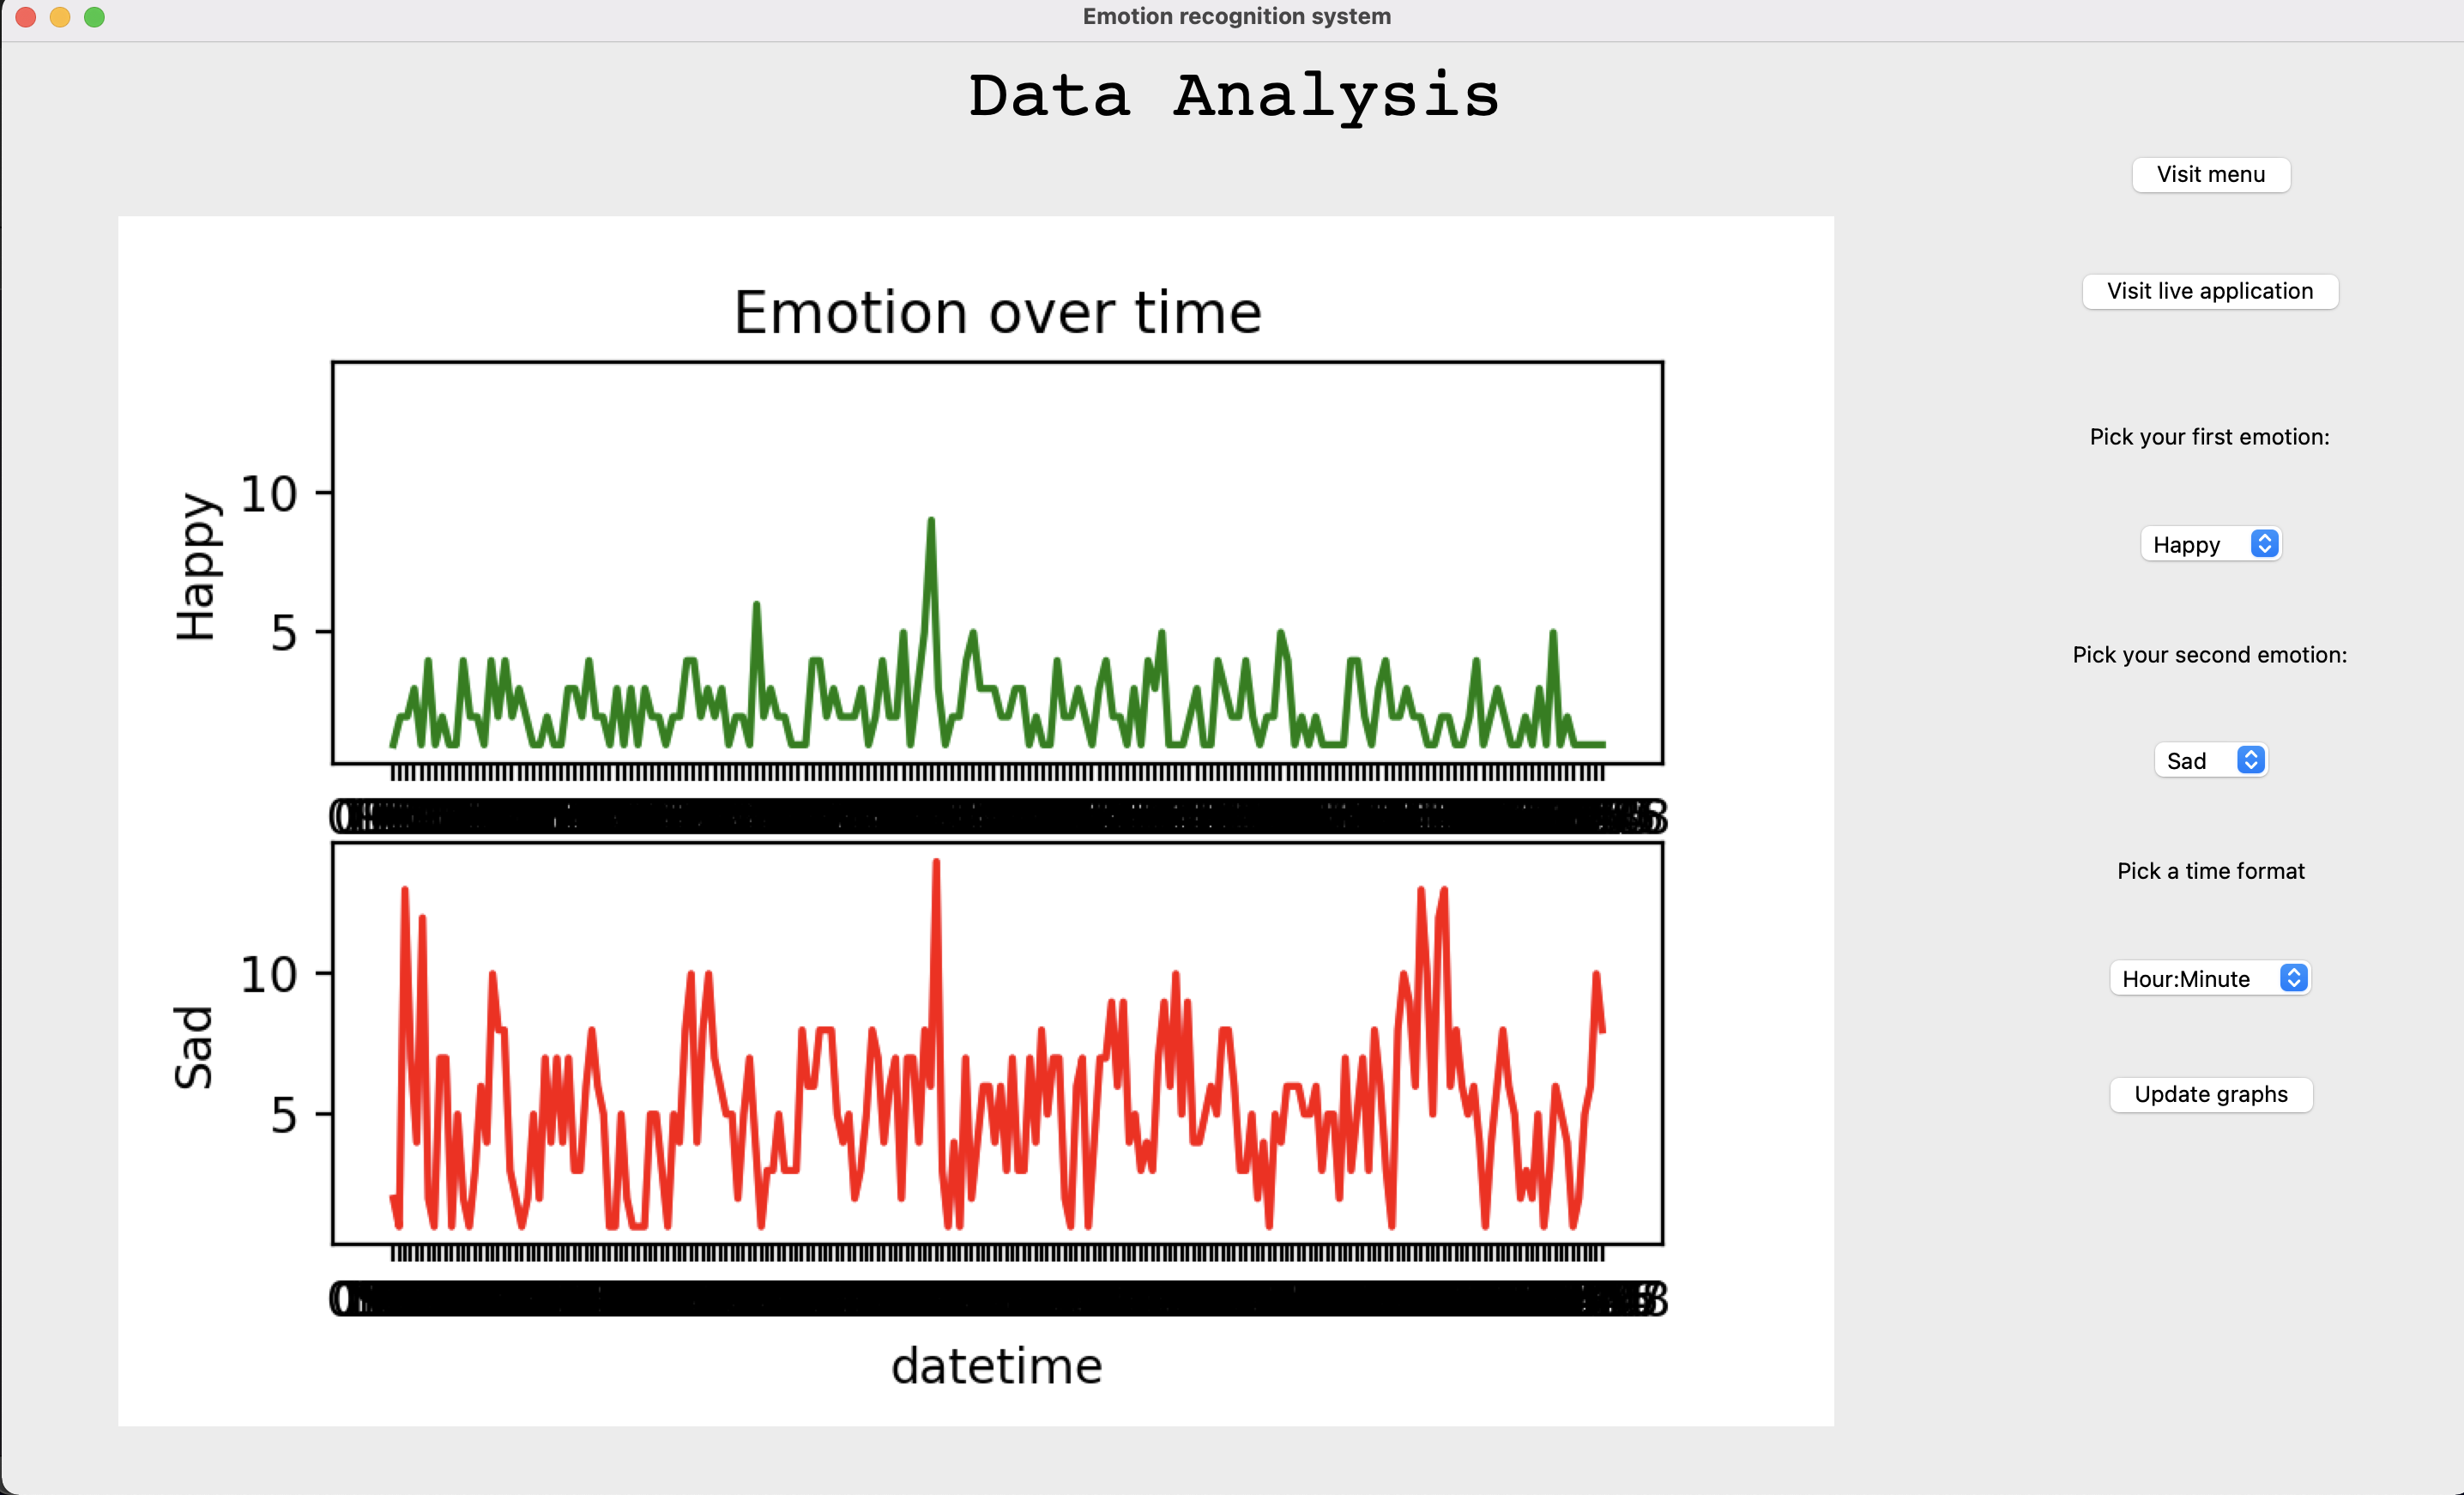 Emotion recognition system
Data Analysis
Visit menu
Visit live application
Emotion over time
Happy
10
5
Sad
10
5
datetime
Pick your first emotion:
Happy
Pick your second emotion:
Sad
Pick a time format
Hour:Minute
Update graphs